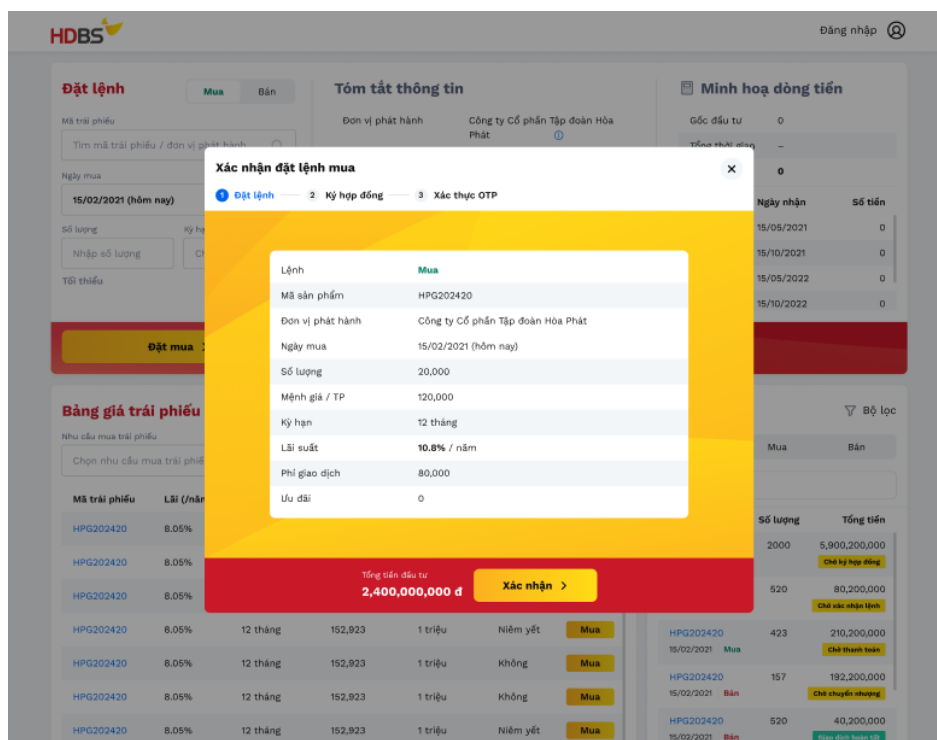 HDBS
Đăng nhập
Đặt lệnh
Mua Bán
Mã trái phiếu
Tìm mã trái phiếu / đơn vị phát hành
Ngày mua
15/02/2021 (hôm nay)
Số lượng
Nhập số lượng
Tối thiểu
Đặt mua
Tóm tắt thông tin
Đơn vị phát hành Công ty Cổ phần Tập đoàn Hòa
Phát
Minh hoạ dòng tiền
Gốc đầu tư 0
Tổng thời gian –
0
Ngày nhận Số tiền
15/05/2021 0
15/10/2021 0
15/05/2022 0
15/10/2022 0
Xác nhận đặt lệnh mua
1 Đặt lệnh 2 Ký hợp đồng 3 Xác thực OTP
Lệnh Mua
Mã sản phẩm HPG202420
Đơn vị phát hành Công ty Cổ phần Tập đoàn Hòa Phát
Ngày mua 15/02/2021 (hôm nay)
Số lượng 20,000
Mệnh giá / TP 120,000
Kỳ hạn 12 tháng
Lãi suất 10.8% / năm
Phí giao dịch 80,000
Ưu đãi 0
Tổng tiền đầu tư
2,400,000,000 đ
Xác nhận >
Bảng giá trái phiếu
Nhu cầu mua trái phiếu
Chọn nhu cầu mua trái phiế
Mã trái phiếu Lãi (/năm
HPG202420 8.05%
HPG202420 8.05%
HPG202420 8.05%
HPG202420 8.05% 12 tháng 152,923 1 triệu Niêm yết Mua
HPG202420 8.05% 12 tháng 152,923 1 triệu Không Mua
HPG202420 8.05% 12 tháng 152,923 1 triệu Không Mua
HPG202420 8.05% 12 tháng 152,923 1 triệu Niêm yết Mua
Bộ lọc
Mua Bán
Số lượng Tổng tiền
2000 5,900,200,000
Chờ ký hợp đồng
520 80,200,000
Chờ xác nhận lệnh
HPG202420 423 210,200,000
15/02/2021 Mua Chờ thanh toán
HPG202420 157 192,200,000
15/02/2021 Bán Chờ chuyển nhượng
HPG202420 520 40,200,000
15/02/2021 Bán Giao dịch hoàn tất